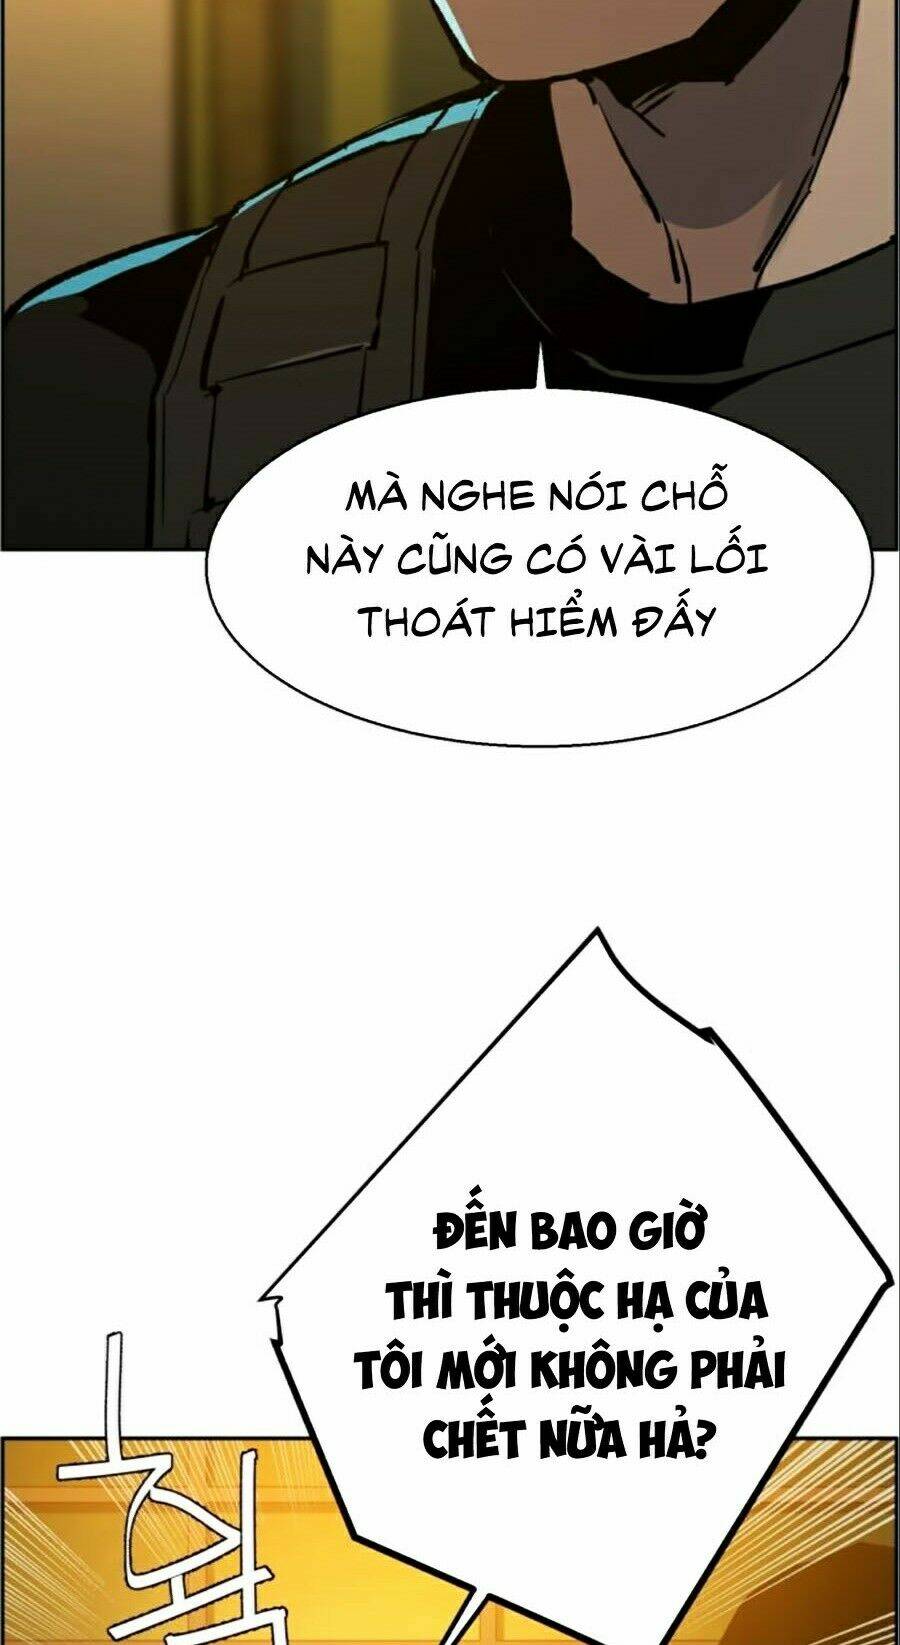 MÀ NGHE NÓI CHỖ
NÀY CŨNG CÓ VÀI LỐI
THOÁT HIỂM ĐẤY
ĐẾN BAO GIỜ
THÌ THUỘC HẠ CỦA
TÔI MỚI KHÔNG PHẢI
CHẾT NỮA HẢ?